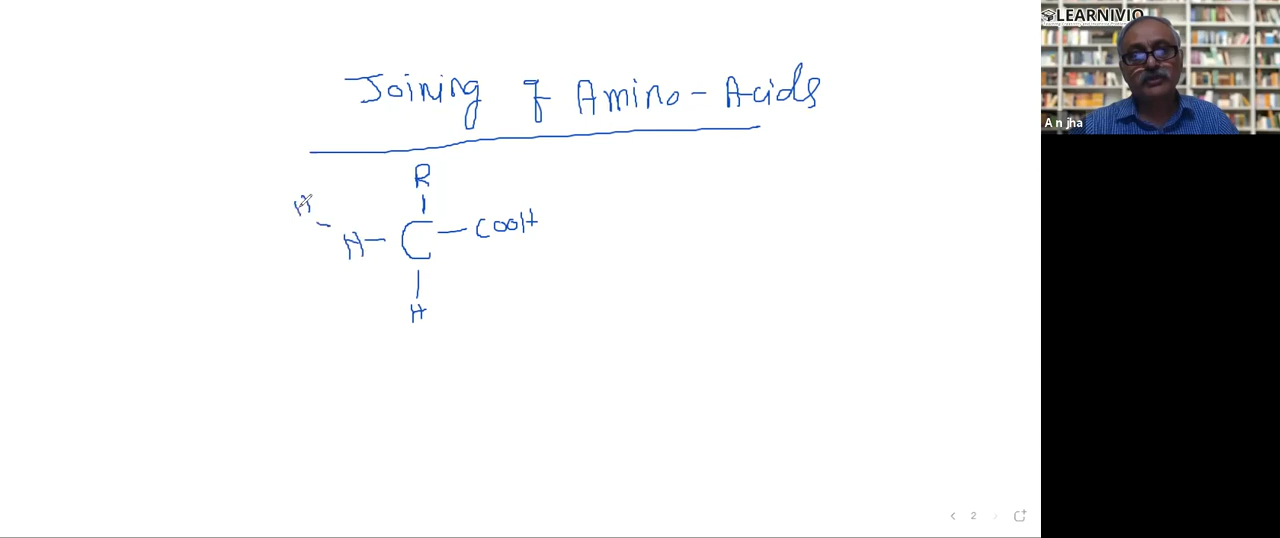 LEARNIVIO
Joining of Amino-Acids
A n jha
R
H
H - C - COOH
H
2